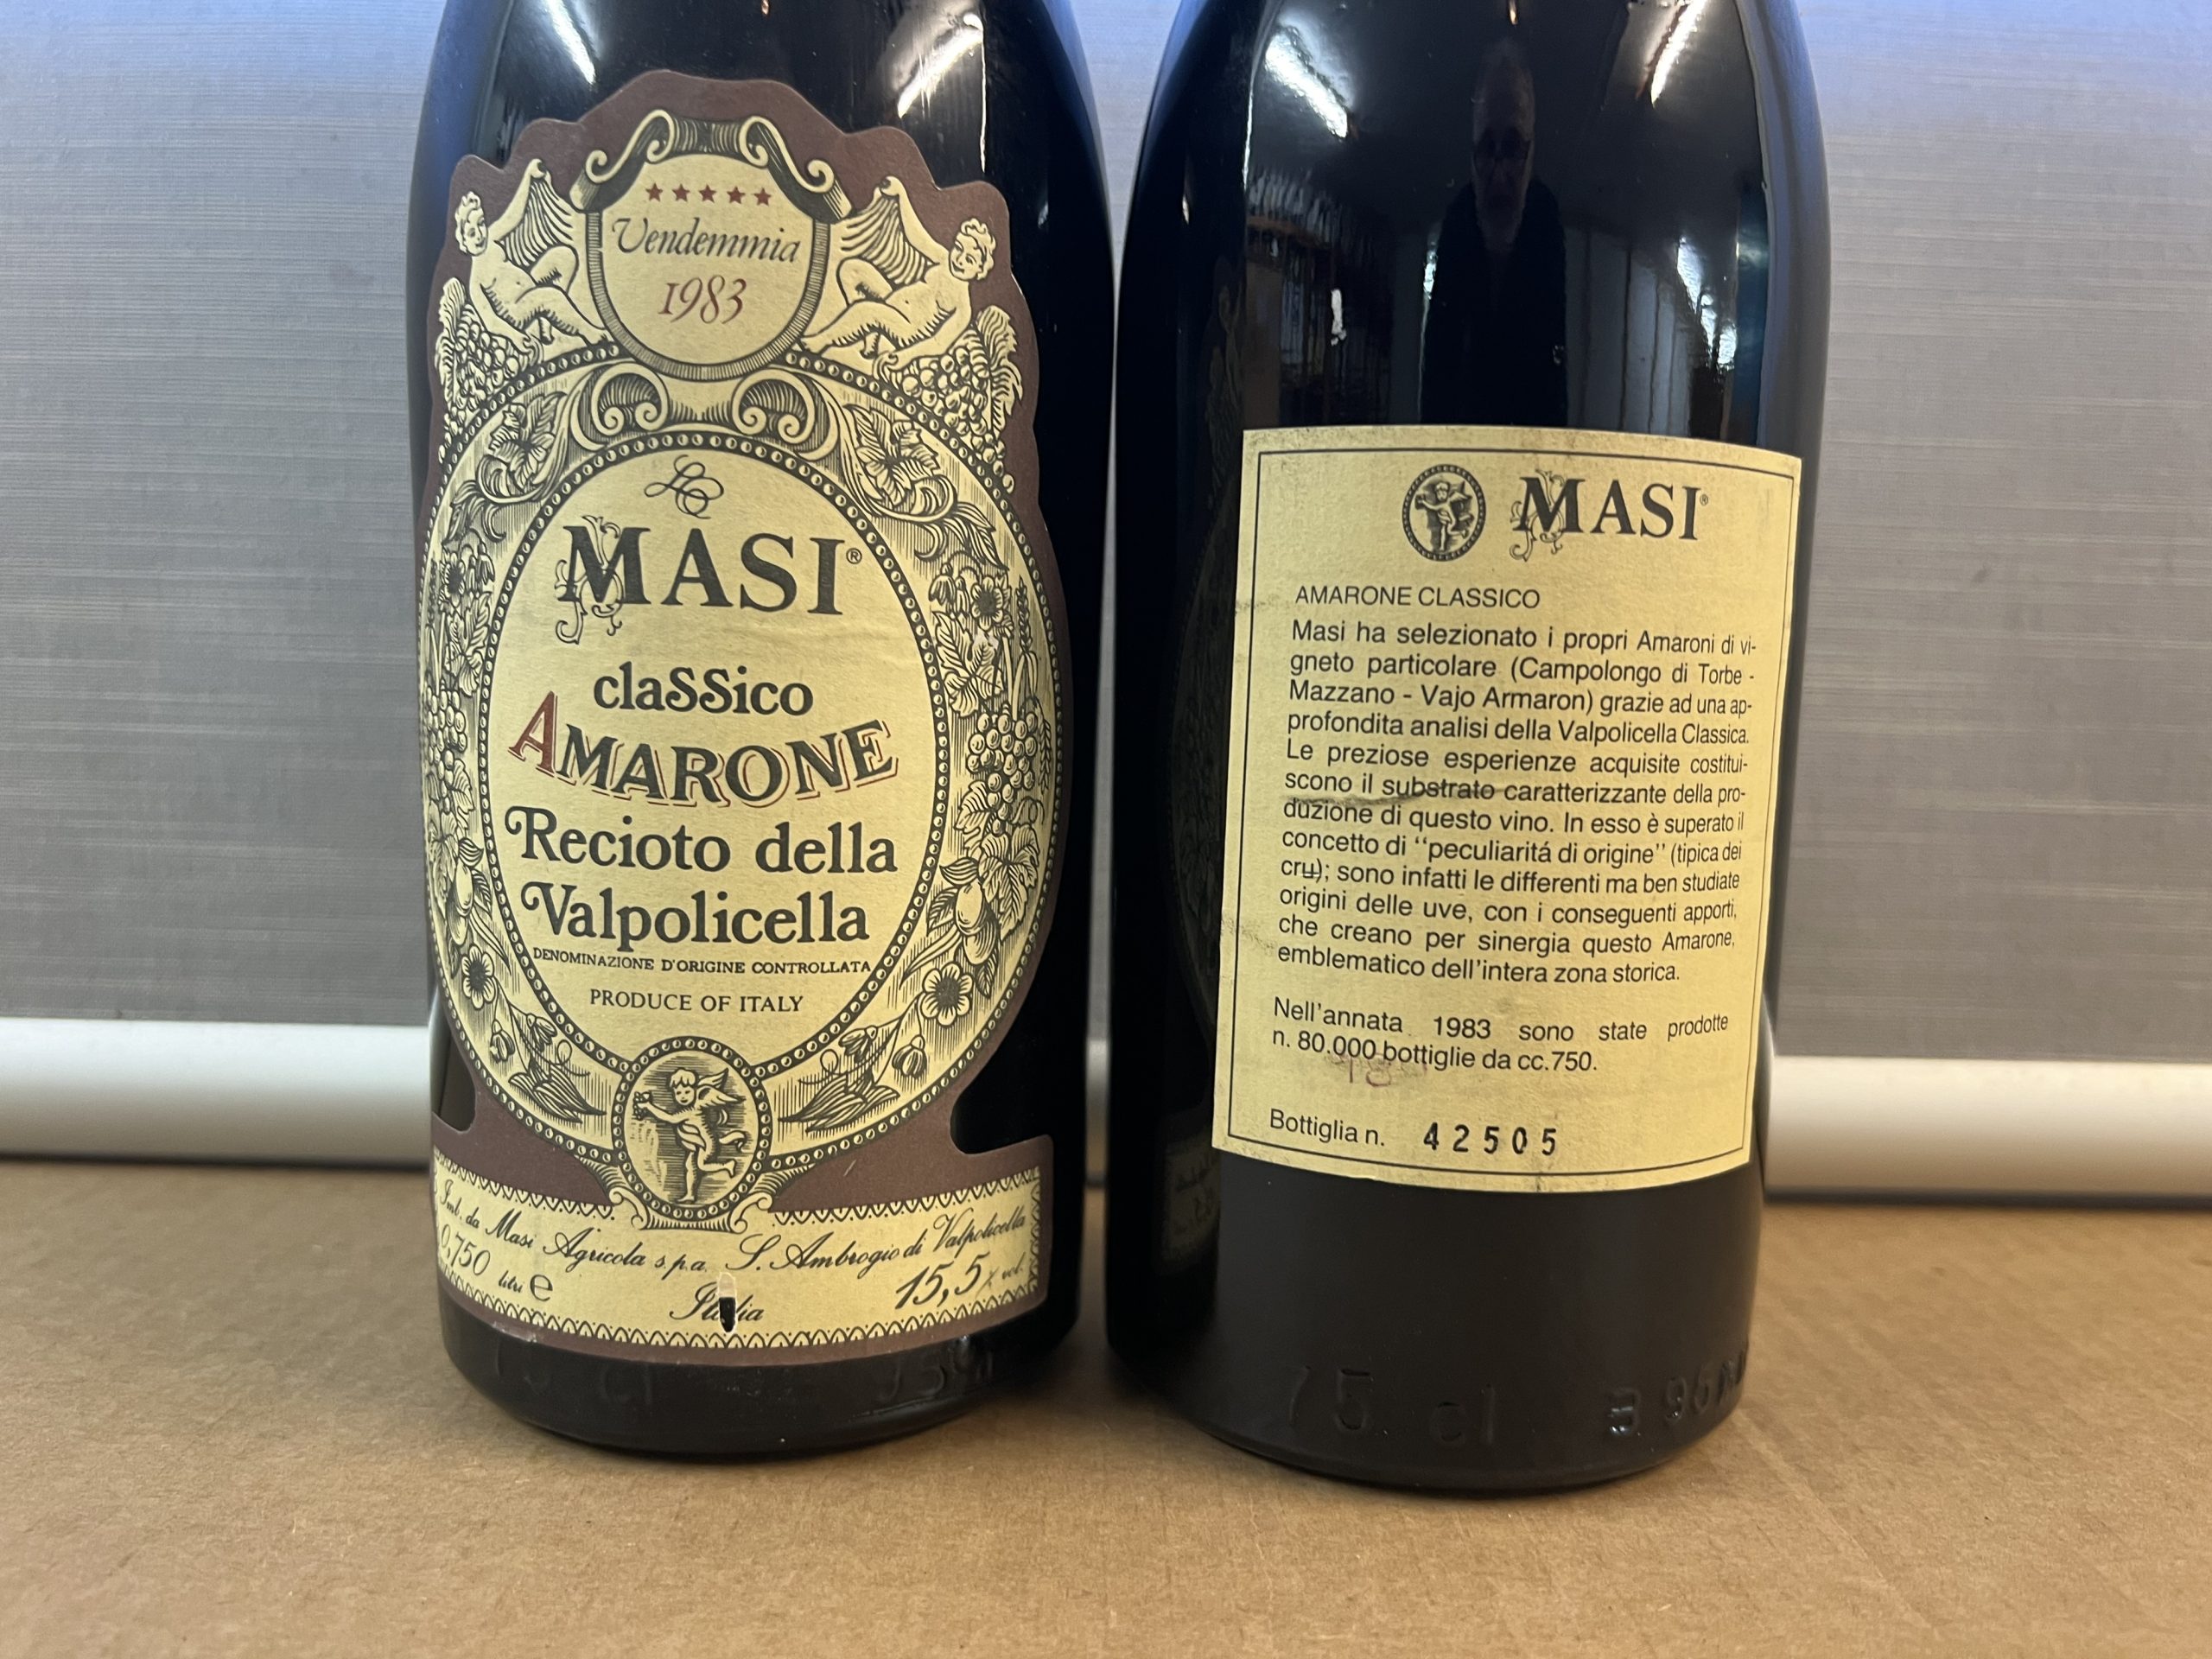 ★★★★★
Vendemmia
1983
MASI®
claSSico
AMARONE
Recioto della
Valpolicella
DENOMINAZIONE D'ORIGINE CONTROLLATA
PRODUCE OF ITALY
Imb. da Masi Agricola s.p.a. S. Ambrogio di Valpolicella
0,750 litri e
Italia
15,5% vol.
MASI®
AMARONE CLASSICO
Masi ha selezionato i propri Amaroni di vi-
gneto particolare (Campolongo di Torbe -
Mazzano - Vajo Armaron) grazie ad una ap-
profondita analisi della Valpolicella Classica.
Le preziose esperienze acquisite costitui-
scono il substrato caratterizzante della pro-
duzione di questo vino. In esso è superato il
concetto di "peculiaritá di origine" (tipica dei
cru); sono infatti le differenti ma ben studiate
origini delle uve, con i conseguenti apporti,
che creano per sinergia questo Amarone,
emblematico dell'intera zona storica.
Nell'annata 1983 sono state prodotte
n. 80.000 bottiglie da cc.750.
Bottiglia n. 42505
75 cl